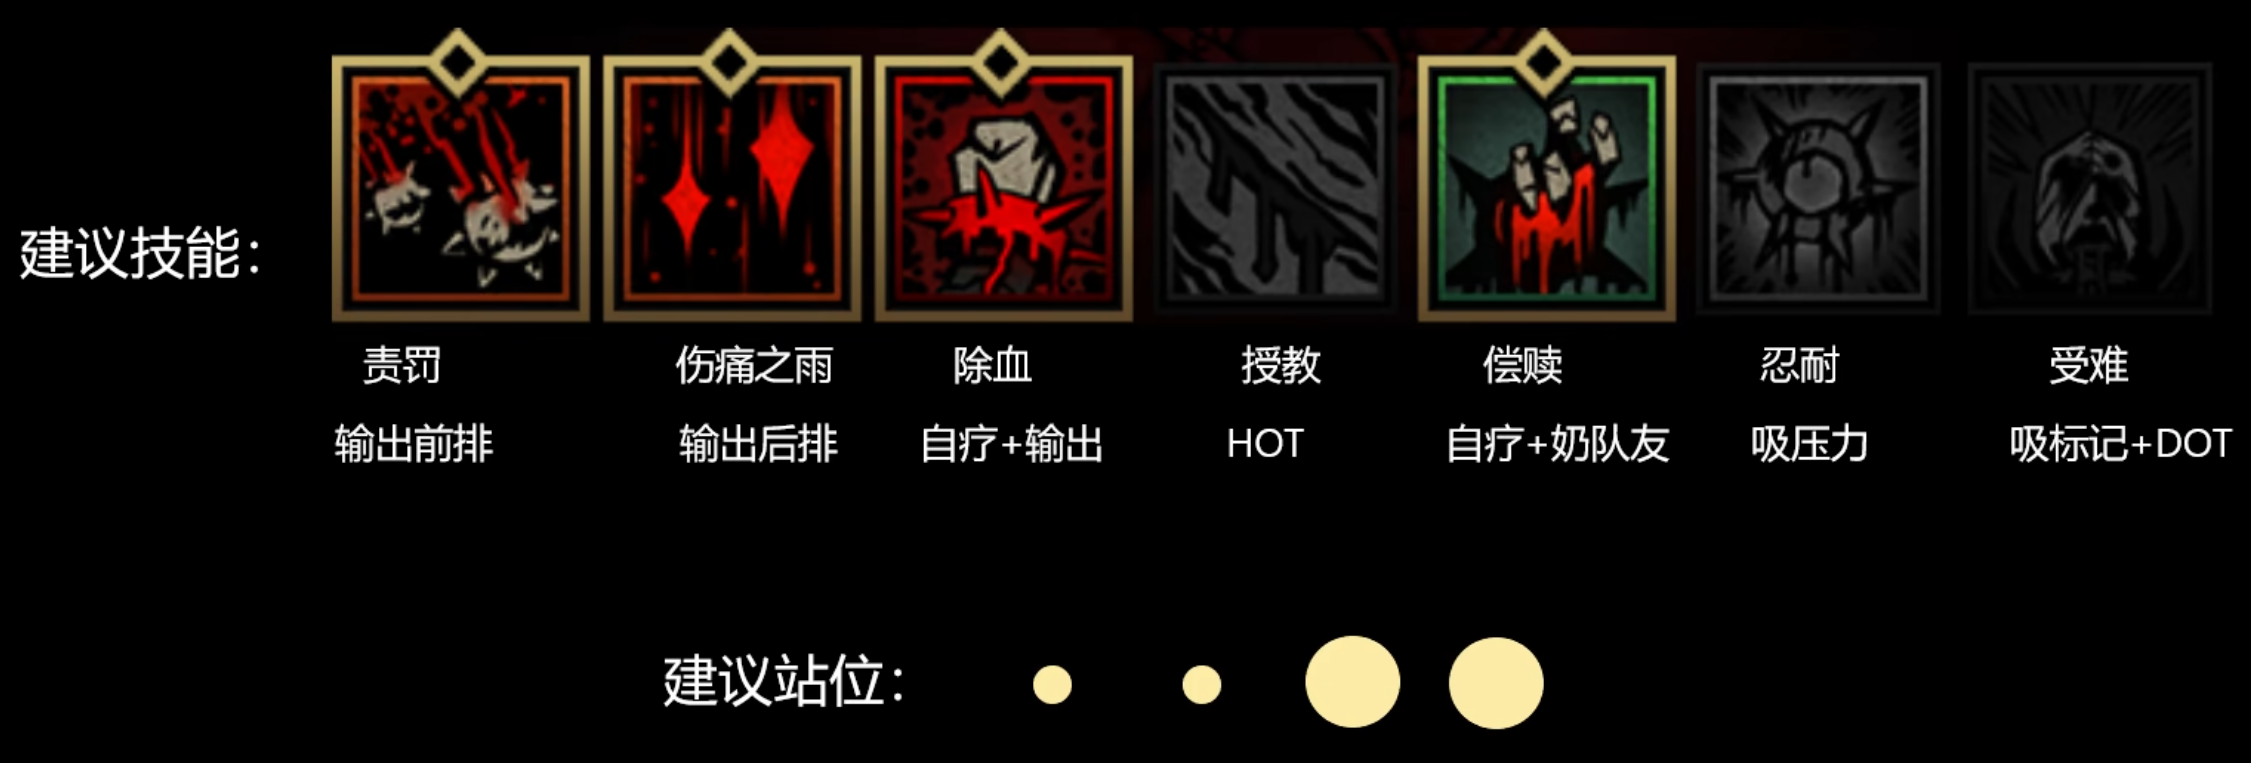 建议技能：
责罚 伤痛之雨 除血 授教 偿赎 忍耐 受难
输出前排 输出后排 自疗+输出 HOT 自疗+奶队友 吸压力 吸标记+DOT
建议站位：